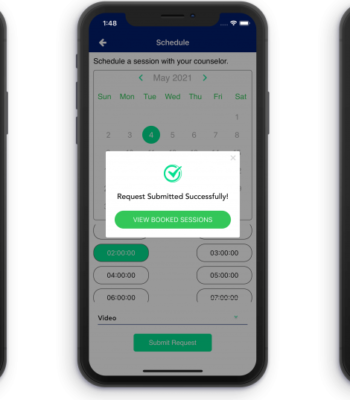 1:48
Schedule
Schedule a session with your counselor.
May 2021
Sun Mon Tue Wed Thu Fri Sat
1
2 3 4 5 6 7 8
Request Submitted Successfully!
VIEW BOOKED SESSIONS
02:00:00 03:00:00
04:00:00 05:00:00
06:00:00 07:00:00
Video
Submit Request